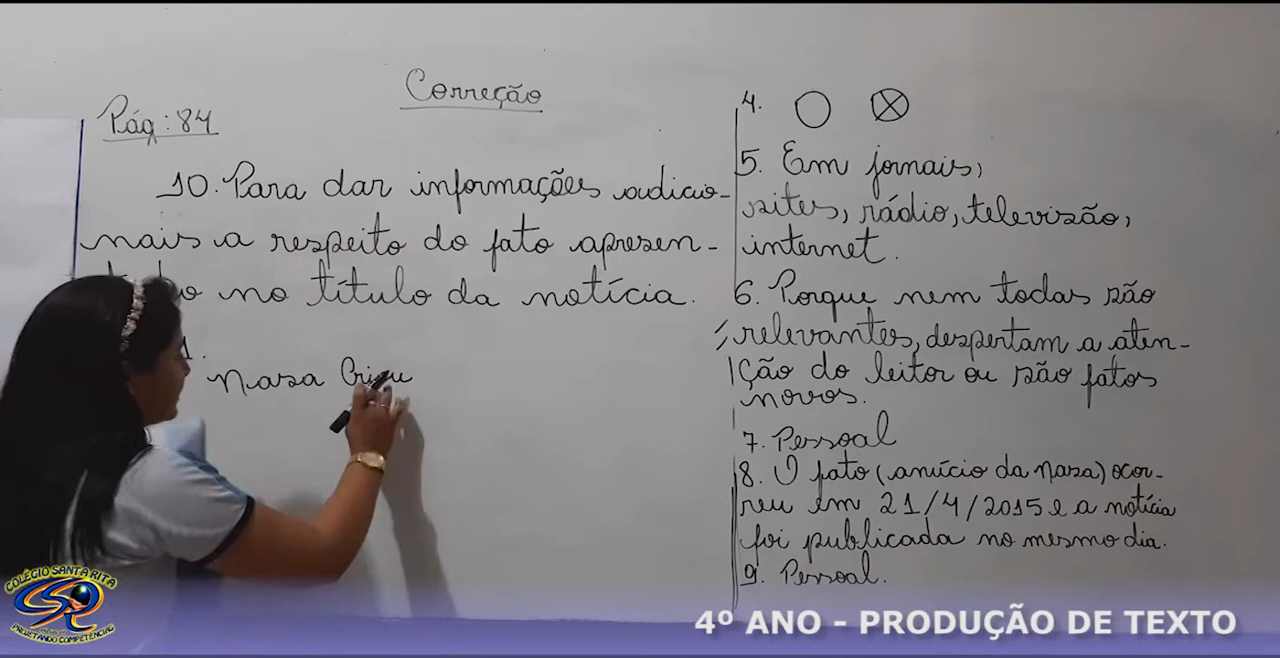 Correção
Pág: 84
10. Para dar informações adicio-
nais a respeito do fato apresen-
no título da notícia.
1.
Nasa Criou
4.
5. Em jornais,
sites, rádio, televisão,
internet.
6. Porque nem todas são
relevantes, despertam a aten-
ção do leitor ou são fatos
novos.
7. Pessoal
8. O fato (anúcio da Nasa) ocor-
reu em 21/4/2015 e a notícia
foi publicada no mesmo dia.
9. Pessoal.
COLÉGIO SANTA RITA
PROJETANDO COMPETÊNCIAS
4º ANO - PRODUÇÃO DE TEXTO